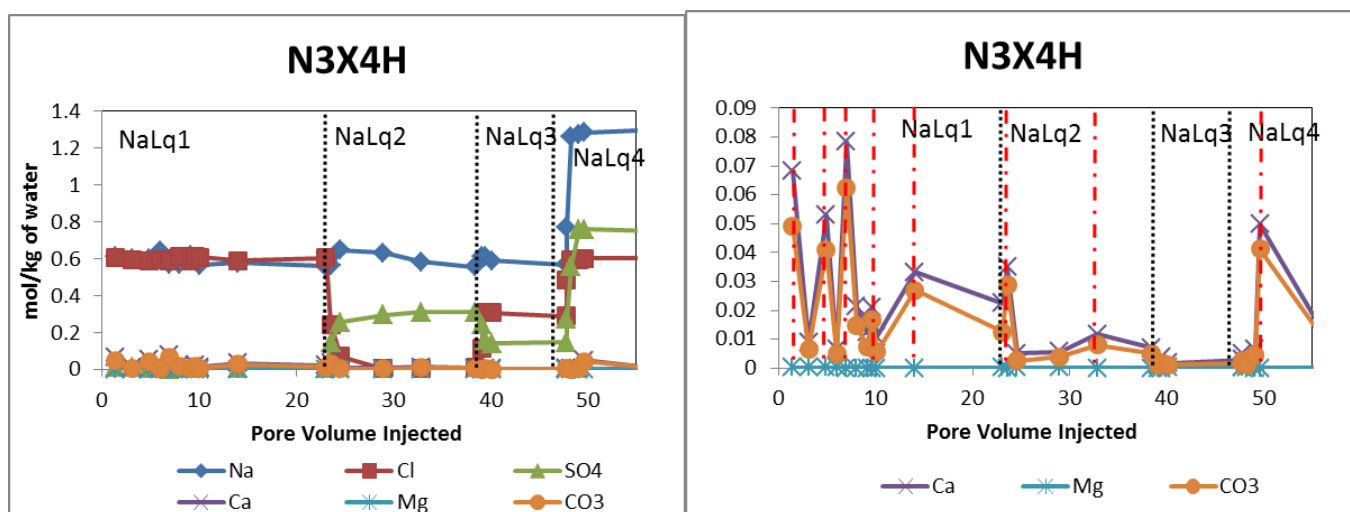 N3X4H
mol/kg of water
1.4
1.2
1
0.8
0.6
0.4
0.2
0
NaLq1
NaLq2
NaLq3
NaLq4
0 10 20 30 40 50
Pore Volume Injected
Na Cl SO4
Ca Mg CO3
N3X4H
0.09
0.08
0.07
0.06
0.05
0.04
0.03
0.02
0.01
0
NaLq1
NaLq2
NaLq3
NaLq4
0 10 20 30 40 50
Pore Volume Injected
Ca Mg CO3